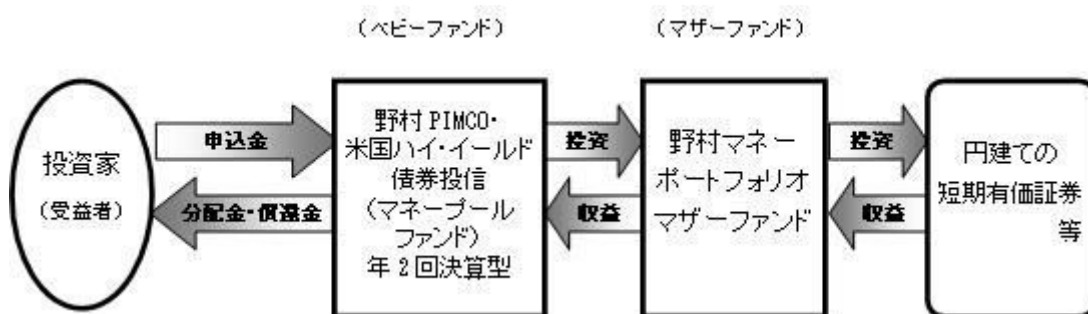 （ベビーファンド）
（マザーファンド）
投資家
（受益者）
申込金
分配金・償還金
野村 PIMCO・
米国ハイ・イールド
債券投信
（マネープール
ファンド）
年２回決算型
投資
収益
野村マネー
ポートフォリオ
マザーファンド
投資
収益
円建ての
短期有価証券
等